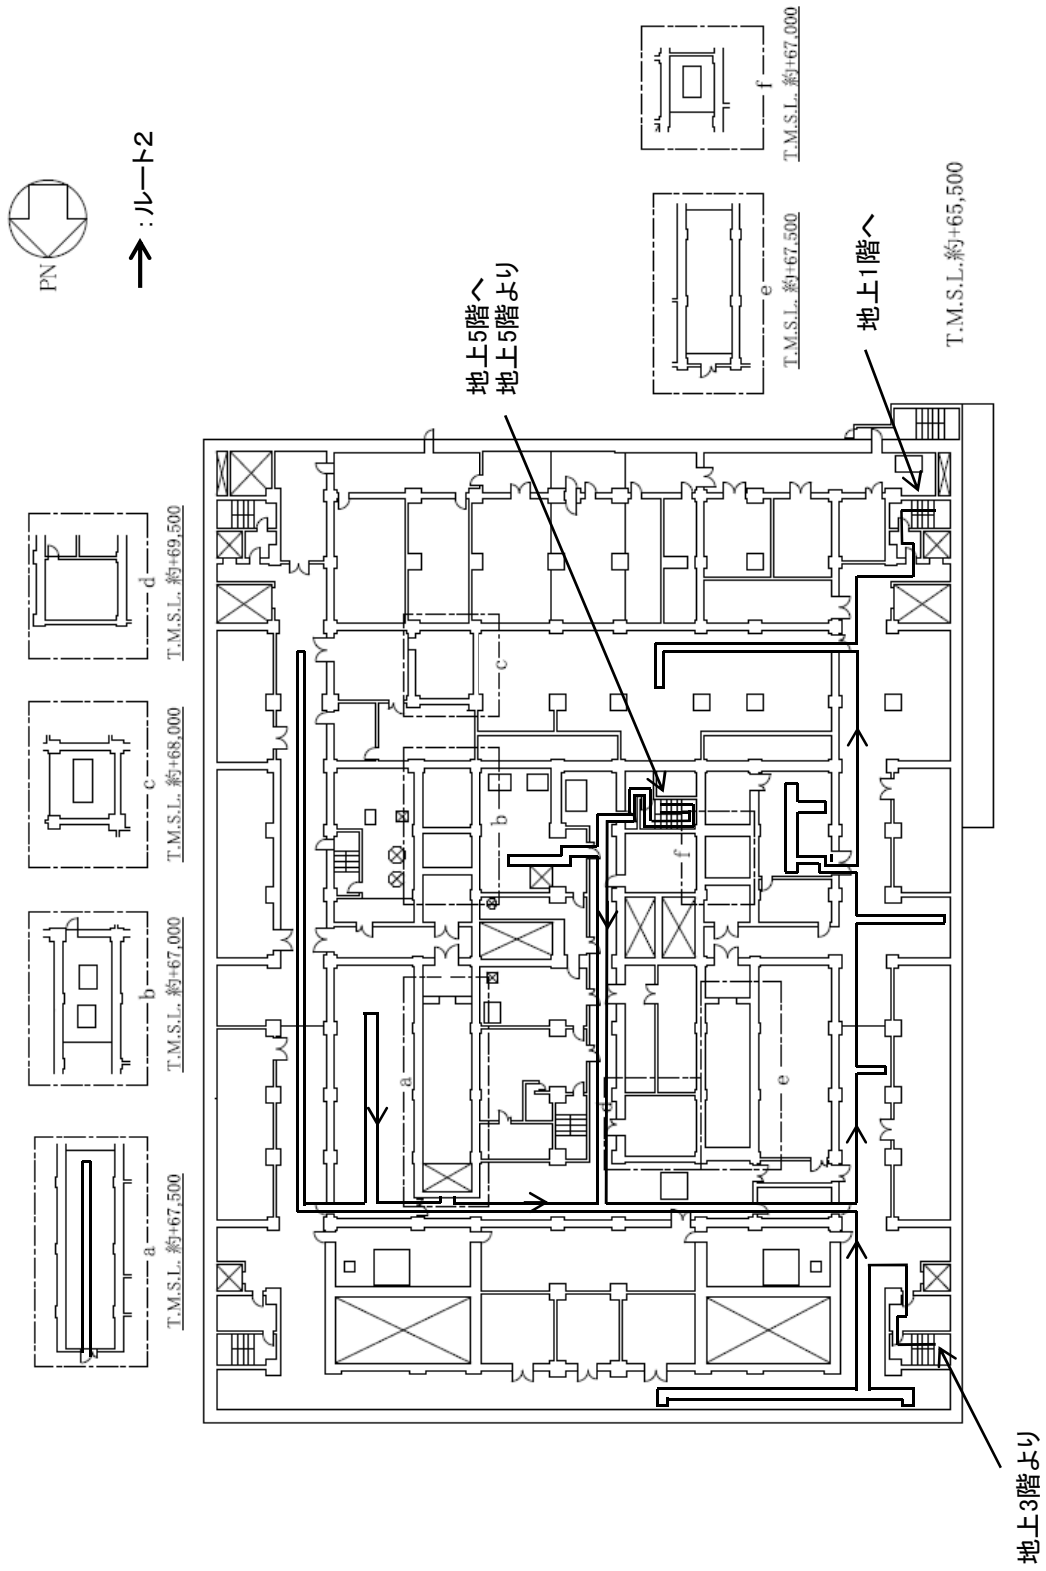 PN
: ルート2
T.M.S.L. 約+67,500
a
T.M.S.L. 約+67,000
b
T.M.S.L. 約+68,000
c
T.M.S.L. 約+69,500
d
T.M.S.L. 約+67,500
e
T.M.S.L. 約+67,000
f
地上5階へ
地上5階より
地上1階へ
T.M.S.L.約+65,500
地上3階より
a
b
c
d
e
f